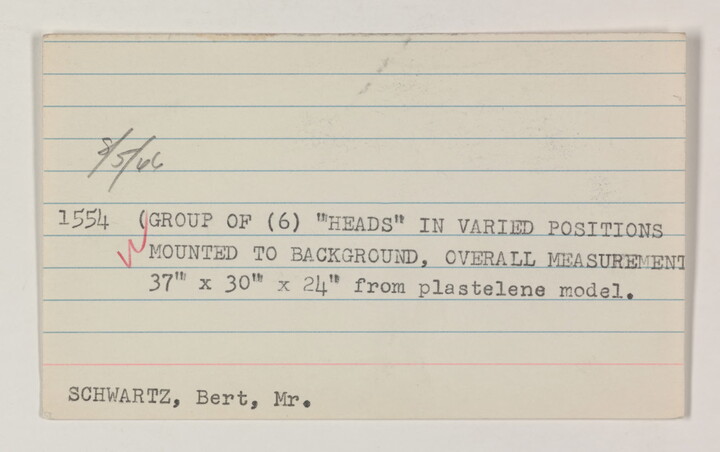 8/5/66
1554 (GROUP OF (6) "HEADS" IN VARIED POSITIONS
MOUNTED TO BACKGROUND, OVERALL MEASUREMENT
37" x 30" x 24" from plastelene model.
SCHWARTZ, Bert, Mr.